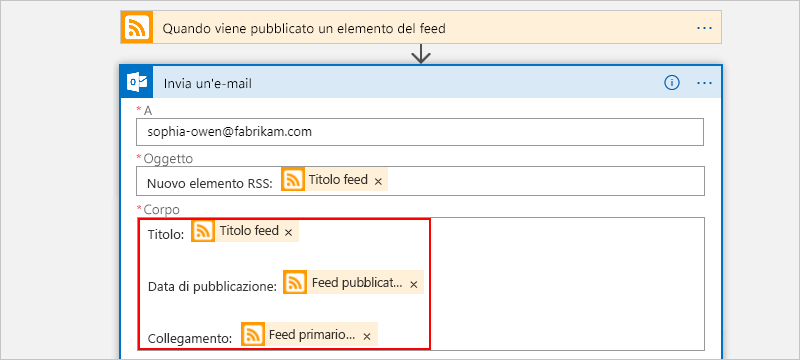 Quando viene pubblicato un elemento del feed
Invia un'e-mail
* A
sophia-owen@fabrikam.com
* Oggetto
Nuovo elemento RSS: Titolo feed ×
* Corpo
Titolo: Titolo feed ×
Data di pubblicazione: Feed pubblicat... ×
Collegamento: Feed primario... ×